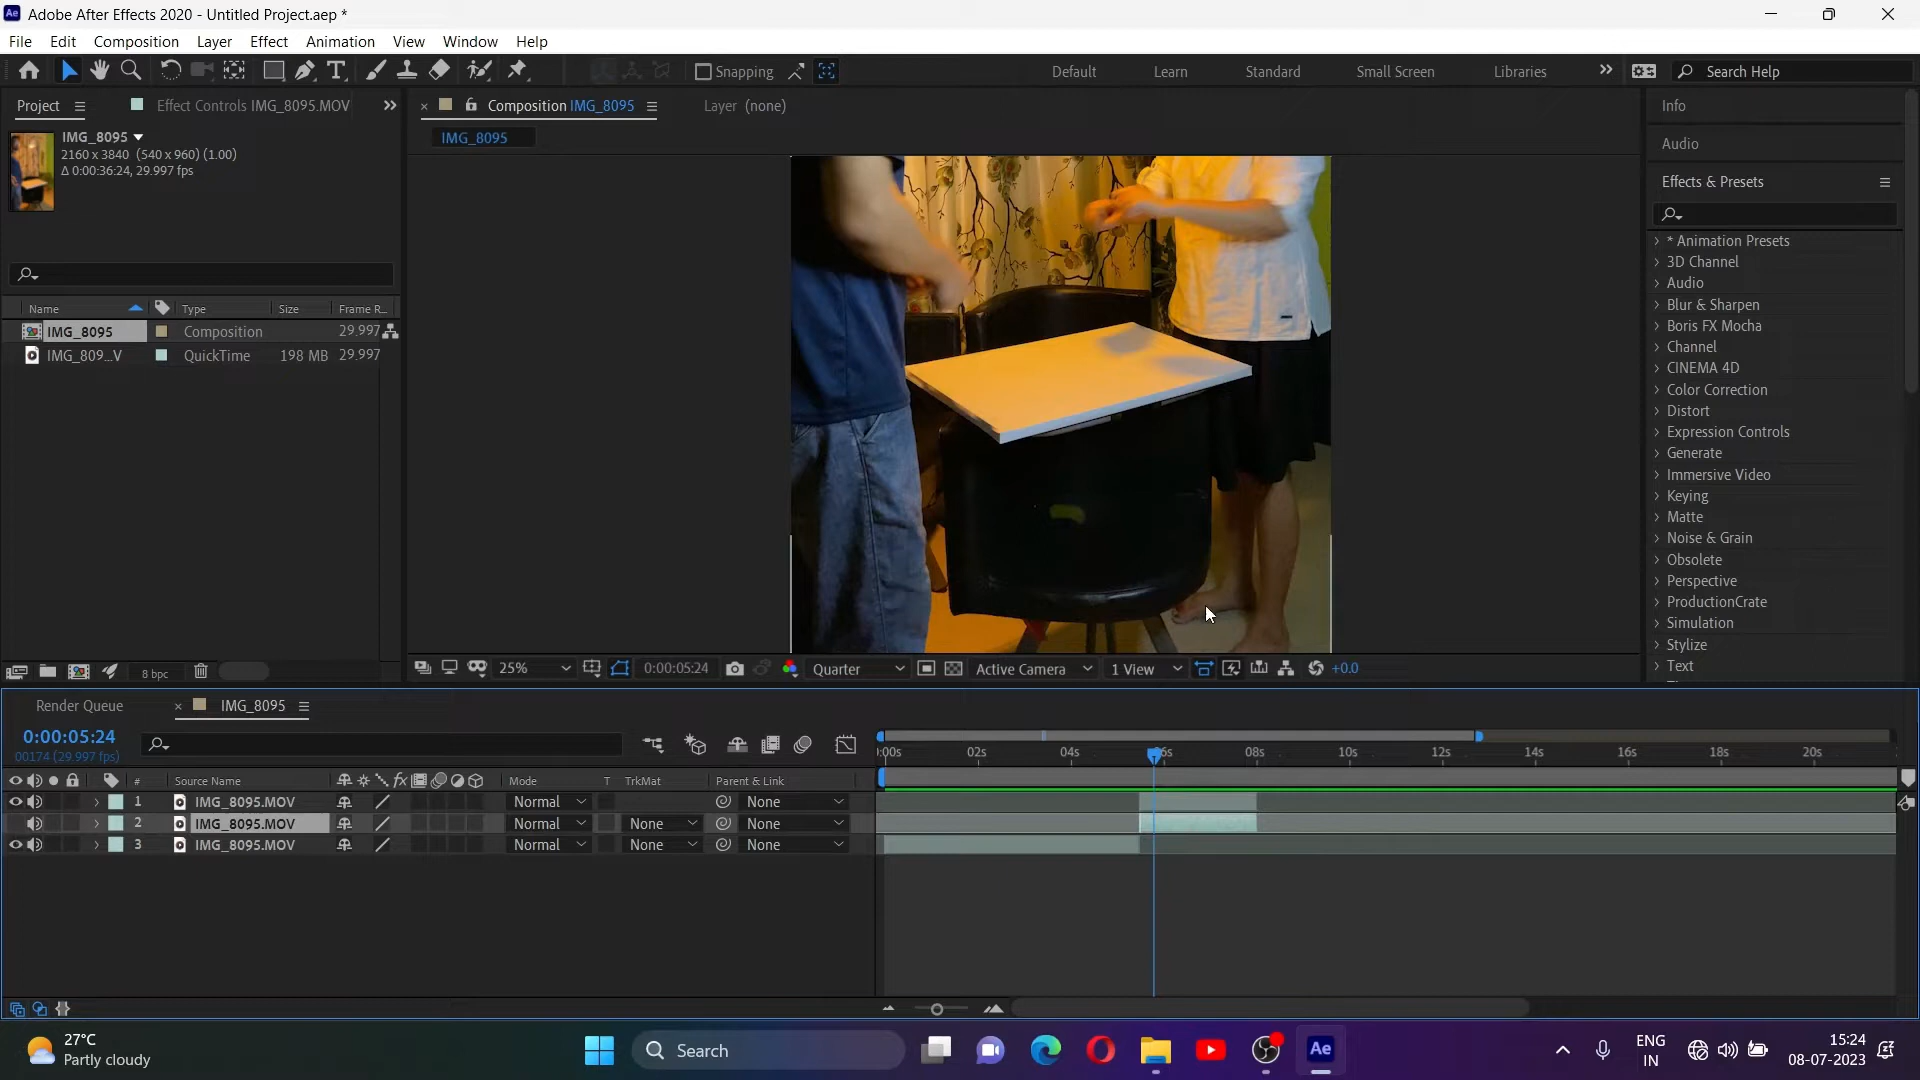 Adobe After Effects 2020 - Untitled Project.aep *
File Edit Composition Layer Effect Animation View Window Help
Snapping Default Learn Standard Small Screen Libraries Search Help
Project Effect Controls IMG_8095.MOV Composition IMG_8095 Layer (none) Info
IMG_8095
2160 x 3840 (540 x 960) (1.00)
Δ 0:00:36:24, 29.997 fps
IMG_8095
Audio
Effects & Presets
Name Type Size Frame R...
IMG_8095 Composition 29.997
IMG_809...V QuickTime 198 MB 29.997
* Animation Presets
3D Channel
Audio
Blur & Sharpen
Boris FX Mocha
Channel
CINEMA 4D
Color Correction
Distort
Expression Controls
Generate
Immersive Video
Keying
Matte
Noise & Grain
Obsolete
Perspective
ProductionCrate
Simulation
Stylize
Text
8 bpc 25% 0:00:05:24 Quarter Active Camera 1 View +0.0
Render Queue IMG_8095
0:00:05:24
00174 (29.997 fps)
:00s 02s 04s 6s 08s 10s 12s 14s 16s 18s 20s
# Source Name Mode T TrkMat Parent & Link
1 IMG_8095.MOV Normal None
2 IMG_8095.MOV Normal None None
3 IMG_8095.MOV Normal None None
27°C
Partly cloudy
Search
Ae
ENG
IN
15:24
08-07-2023